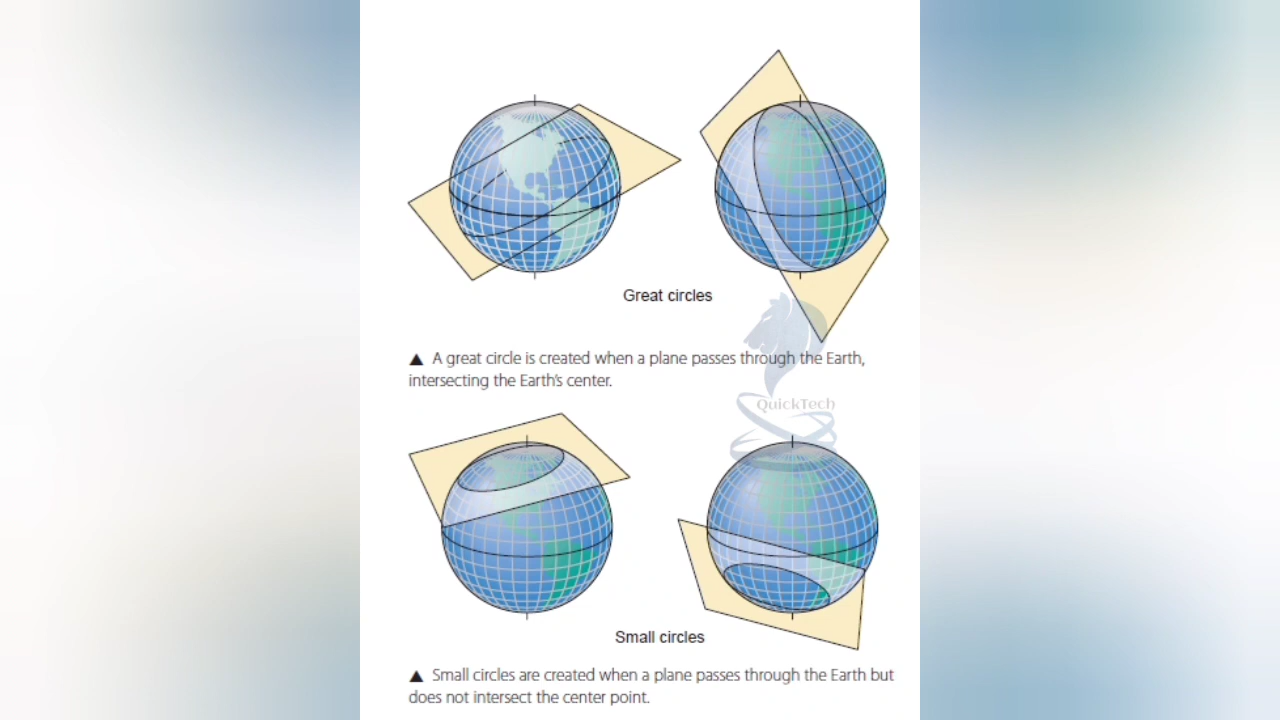 Great circles
▲ A great circle is created when a plane passes through the Earth,
intersecting the Earth's center.
QuickTech
Small circles
▲ Small circles are created when a plane passes through the Earth but
does not intersect the center point.